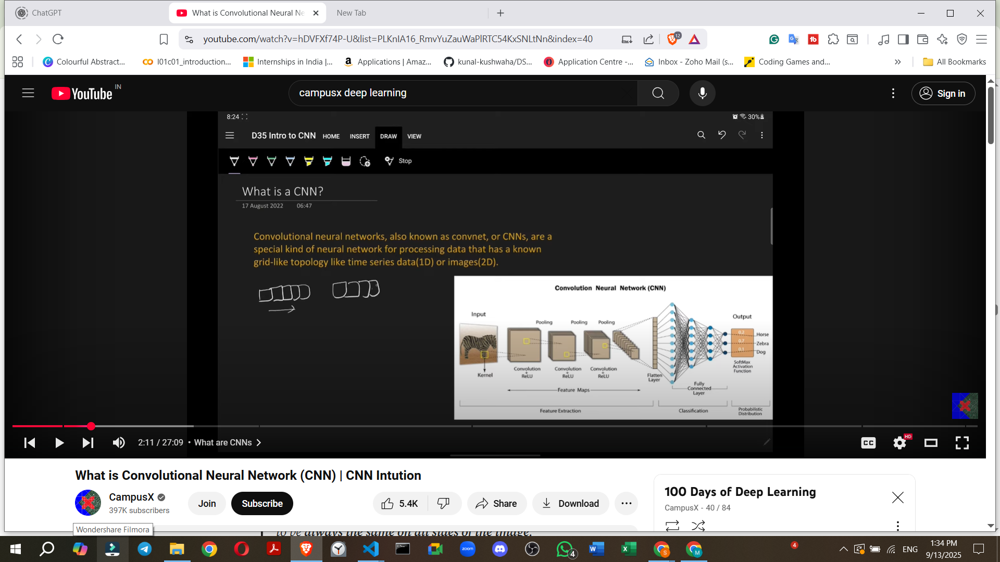 ChatGPT
What is Convolutional Neural Ne
New Tab
youtube.com/watch?v=hDVFXf74P-U&list=PLKnIA16_RmvYuZauWaPlRTC54KxSNLtNn&index=40
12
Colourful Abstract...
l01c01_introduction...
Internships in India |...
Applications | Amaz...
kunal-kushwaha/DS...
Application Centre -...
Inbox - Zoho Mail (s...
Coding Games and...
All Bookmarks
YouTube IN
campusx deep learning
Sign in
8:24
30%
D35 Intro to CNN HOME INSERT DRAW VIEW
Stop
What is a CNN?
17 August 2022 06:47
Convolutional neural networks, also known as convnet, or CNNs, are a
special kind of neural network for processing data that has a known
grid-like topology like time series data(1D) or images(2D).
Convolution Neural Network (CNN)
Input
Output
Pooling Pooling Pooling
0.2 Horse
0.7 Zebra
0.1 Dog
Kernel
Convolution + ReLU
Convolution + ReLU
Convolution + ReLU
Flatten Layer
SoftMax Activation Function
Fully Connected Layer
Feature Maps
Feature Extraction
Classification
Probabilistic Distribution
2:11 / 27:09 • What are CNNs
CC
HD
What is Convolutional Neural Network (CNN) | CNN Intution
CampusX
397K subscribers
Join
Subscribe
5.4K
Share
Download
100 Days of Deep Learning
CampusX - 40 / 84
Wondershare Filmora
to be always the same on all sides of the image.
zoom
4
4
ENG
1:34 PM
9/13/2025